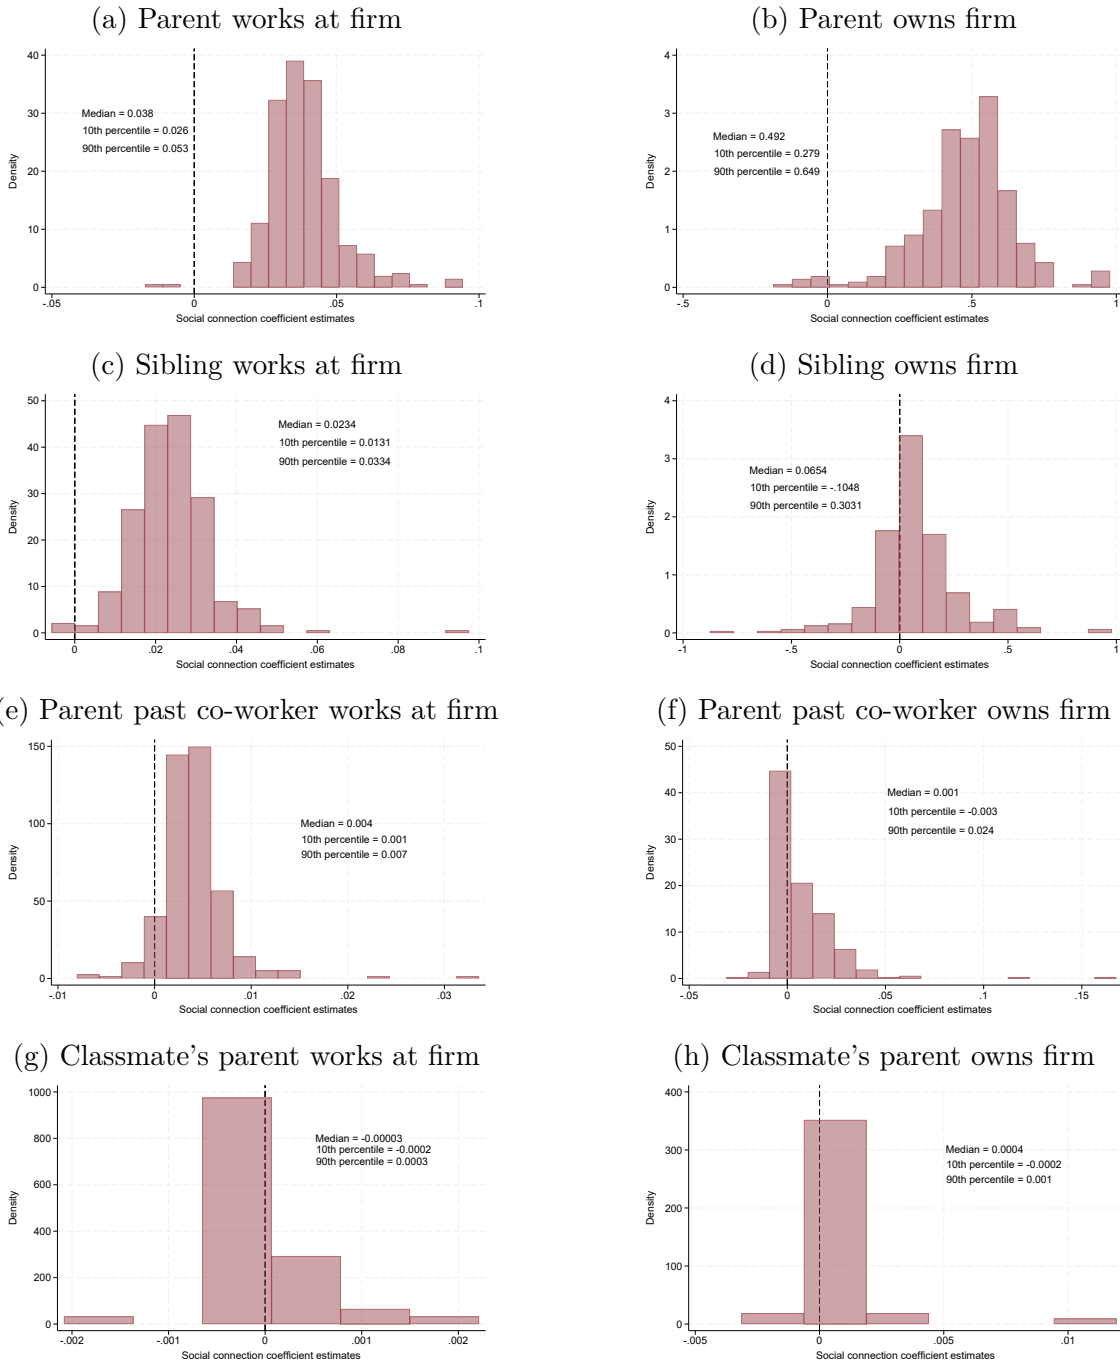 (a) Parent works at firm
40
30
20
10
0
Density
Median = 0.038
10th percentile = 0.026
90th percentile = 0.053
-.05
0
.05
.1
Social connection coefficient estimates
(b) Parent owns firm
4
3
2
1
0
Density
Median = 0.492
10th percentile = 0.279
90th percentile = 0.649
-.5
0
.5
1
Social connection coefficient estimates
(c) Sibling works at firm
50
40
30
20
10
0
Density
Median = 0.0234
10th percentile = 0.0131
90th percentile = 0.0334
0
.02
.04
.06
.08
.1
Social connection coefficient estimates
(d) Sibling owns firm
4
3
2
1
0
Density
Median = 0.0654
10th percentile = -.1048
90th percentile = 0.3031
-1
-.5
0
.5
1
Social connection coefficient estimates
(e) Parent past co-worker works at firm
150
100
50
0
Density
Median = 0.004
10th percentile = 0.001
90th percentile = 0.007
-.01
0
.01
.02
.03
Social connection coefficient estimates
(f) Parent past co-worker owns firm
50
40
30
20
10
0
Density
Median = 0.001
10th percentile = -0.003
90th percentile = 0.024
-.05
0
.05
.1
.15
Social connection coefficient estimates
(g) Classmate's parent works at firm
1000
800
600
400
200
0
Density
Median = -0.00003
10th percentile = -0.0002
90th percentile = 0.0003
-.002
-.001
0
.001
.002
Social connection coefficient estimates
(h) Classmate's parent owns firm
400
300
200
100
0
Density
Median = 0.0004
10th percentile = -0.0002
90th percentile = 0.001
-.005
0
.005
.01
Social connection coefficient estimates